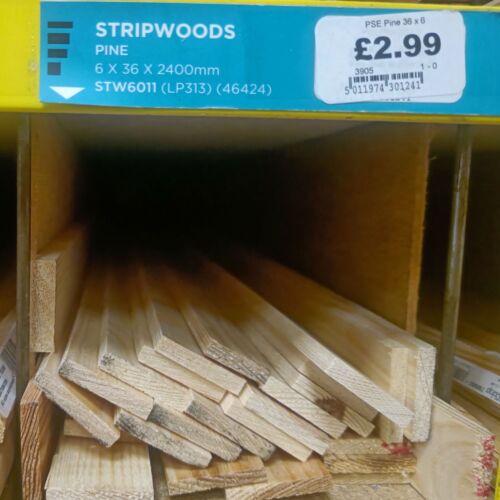 STRIPWOODS
PINE
6 X 36 X 2400mm
STW6011 (LP313) (46424)
PSE Pine 36 x 6
£2.99
3905 1 - 0
5 011974 301241